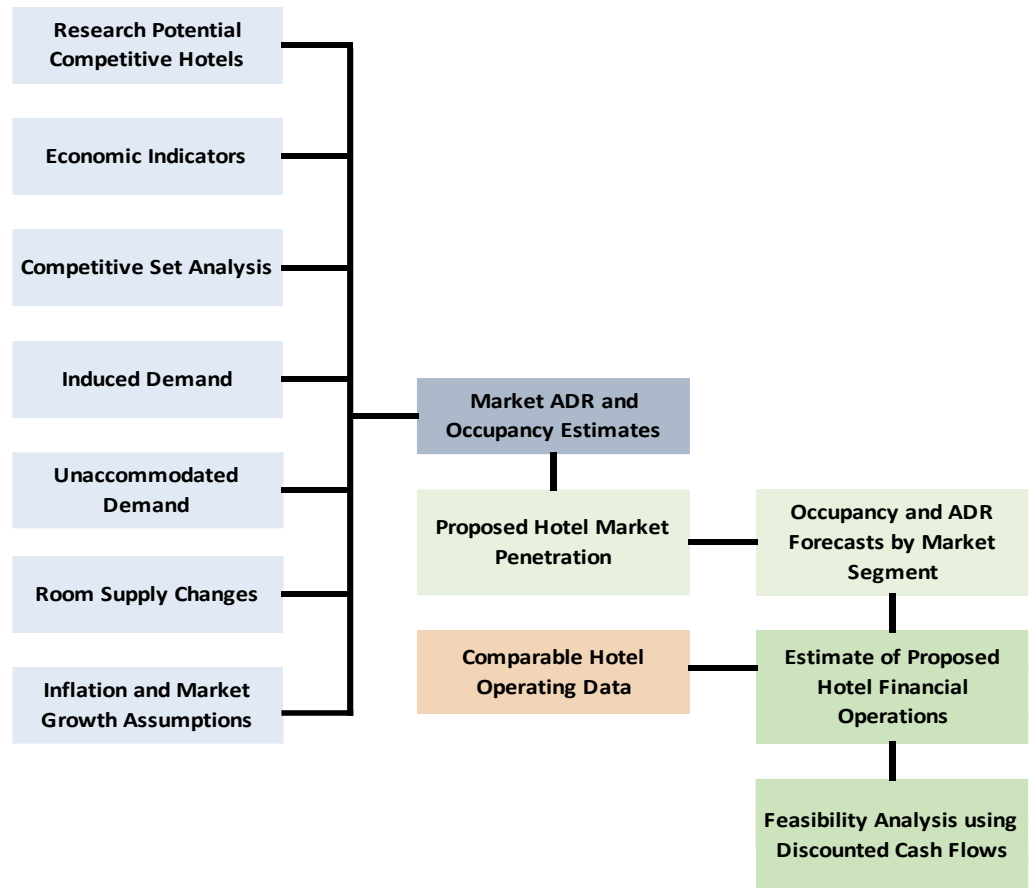 Research Potential
Competitive Hotels
Economic Indicators
Competitive Set Analysis
Induced Demand
Unaccommodated
Demand
Room Supply Changes
Inflation and Market
Growth Assumptions
Market ADR and
Occupancy Estimates
Proposed Hotel Market
Penetration
Occupancy and ADR
Forecasts by Market
Segment
Comparable Hotel
Operating Data
Estimate of Proposed
Hotel Financial
Operations
Feasibility Analysis using
Discounted Cash Flows